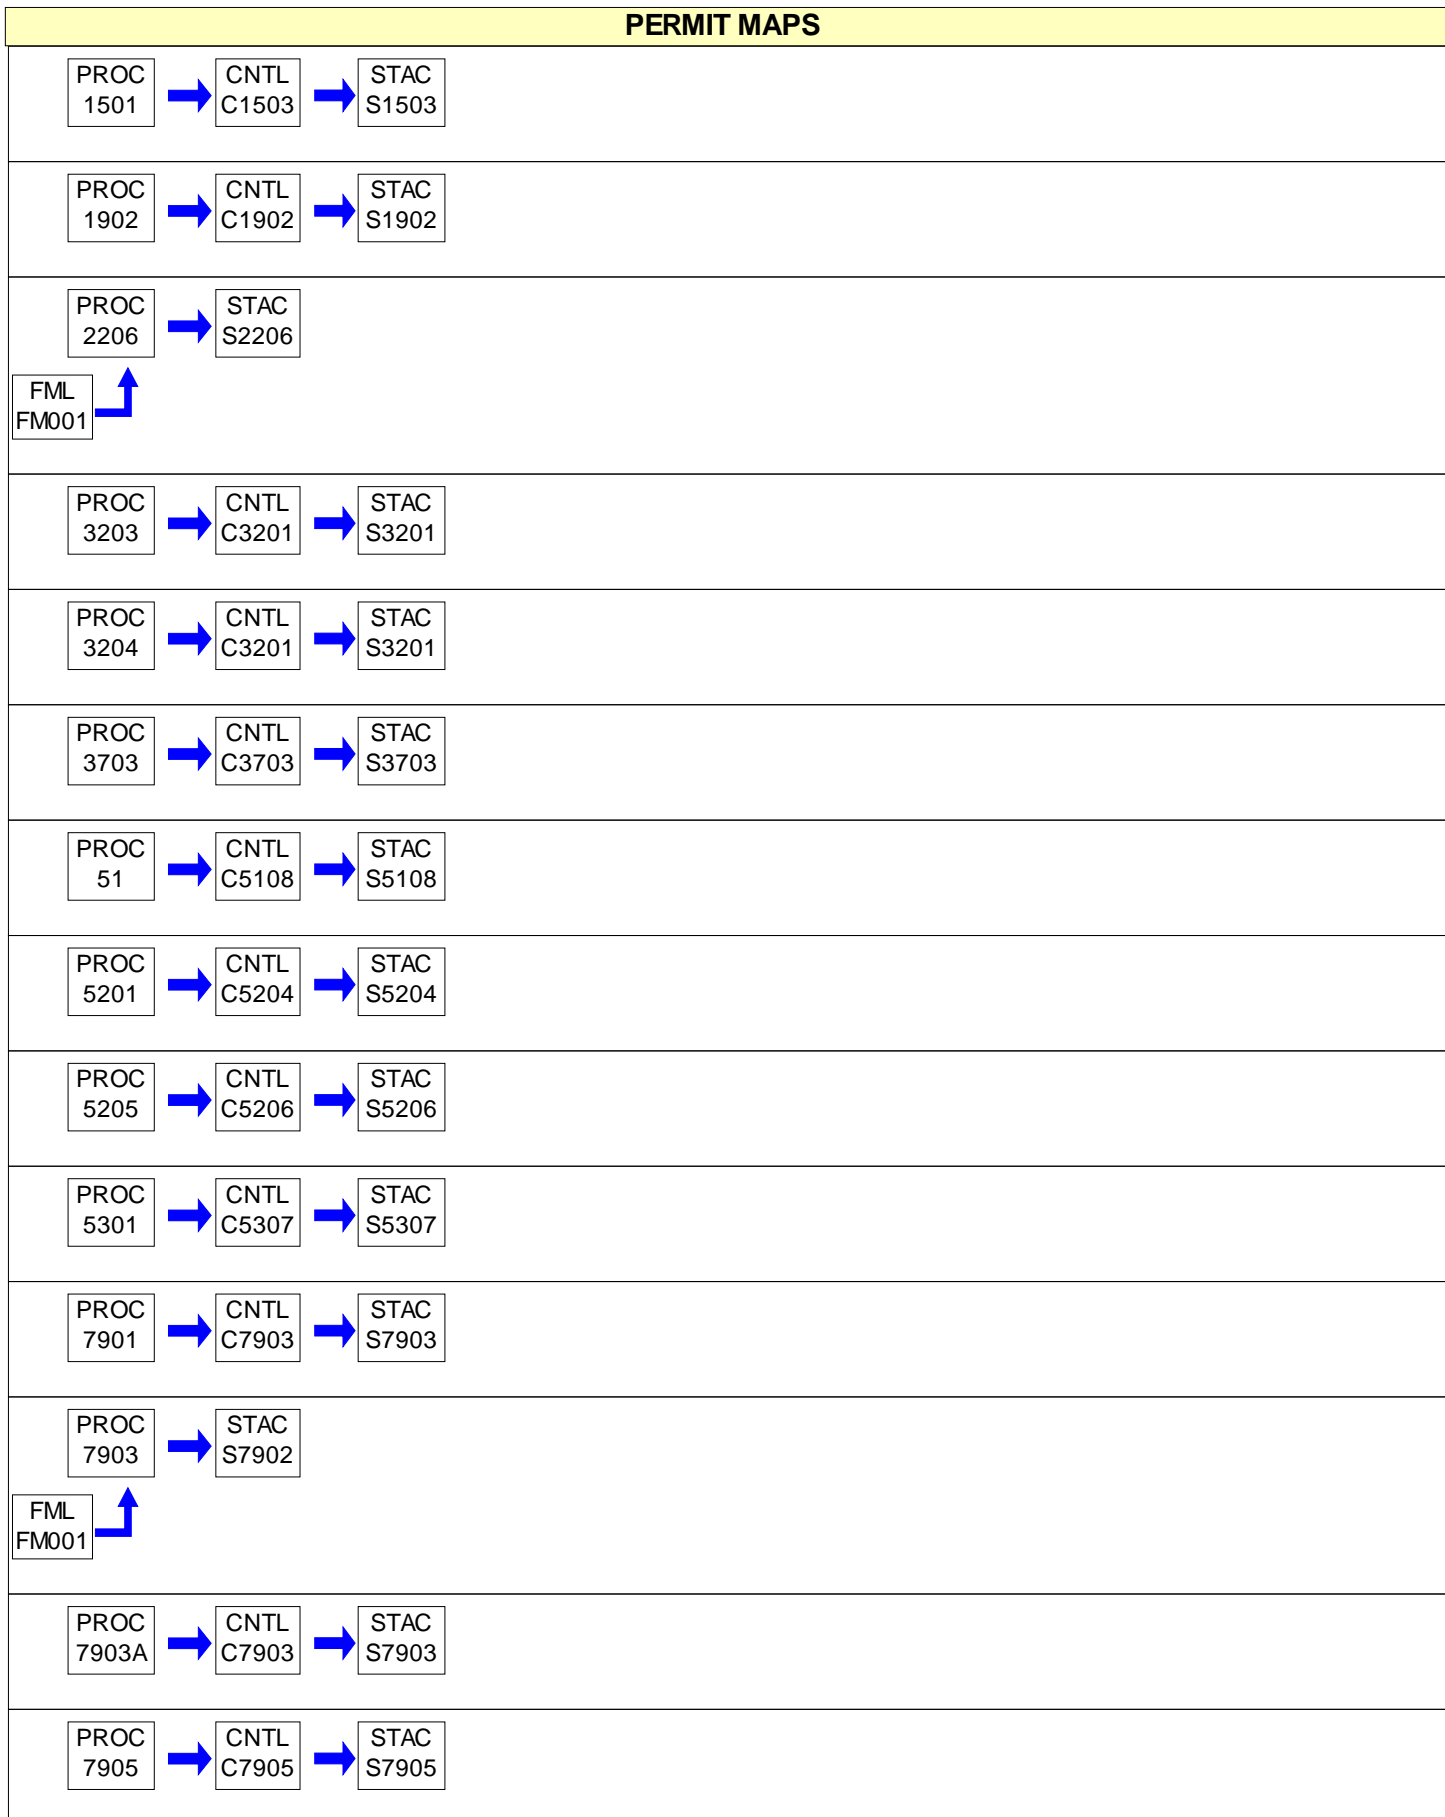 PERMIT MAPS
PROC CNTL STAC
1501 C1503 S1503
PROC CNTL STAC
1902 C1902 S1902
PROC STAC
2206 S2206
FML
FM001
PROC CNTL STAC
3203 C3201 S3201
PROC CNTL STAC
3204 C3201 S3201
PROC CNTL STAC
3703 C3703 S3703
PROC CNTL STAC
51 C5108 S5108
PROC CNTL STAC
5201 C5204 S5204
PROC CNTL STAC
5205 C5206 S5206
PROC CNTL STAC
5301 C5307 S5307
PROC CNTL STAC
7901 C7903 S7903
PROC STAC
7903 S7902
FML
FM001
PROC CNTL STAC
7903A C7903 S7903
PROC CNTL STAC
7905 C7905 S7905